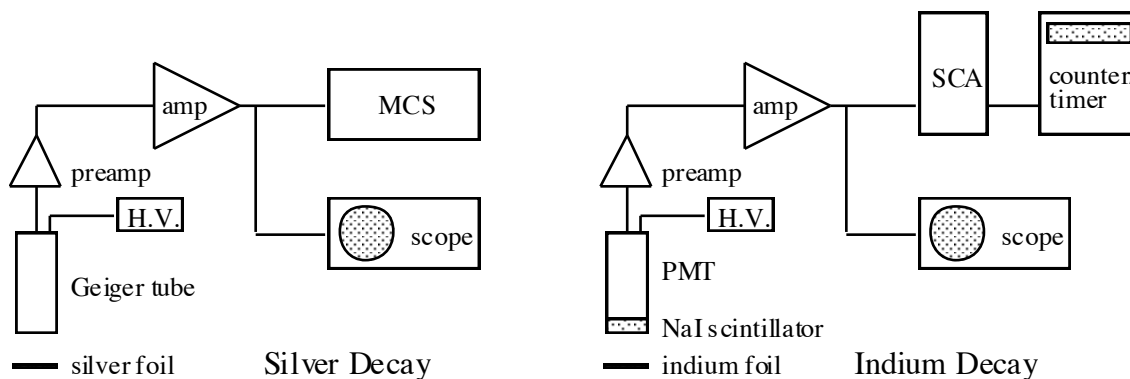 amp
MCS
preamp
H.V.
scope
Geiger tube
silver foil
Silver Decay
SCA
counter
timer
amp
preamp
H.V.
scope
PMT
NaI scintillator
indium foil
Indium Decay